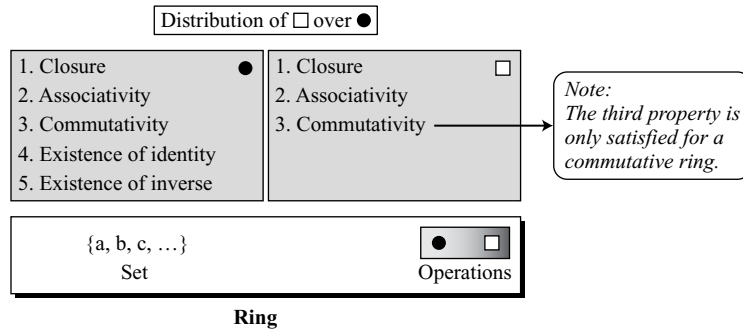 Distribution of □ over ●
1. Closure ●
2. Associativity
3. Commutativity
4. Existence of identity
5. Existence of inverse
1. Closure □
2. Associativity
3. Commutativity
Note:
The third property is
only satisfied for a
commutative ring.
{a, b, c, …}
Set
● □
Operations
Ring